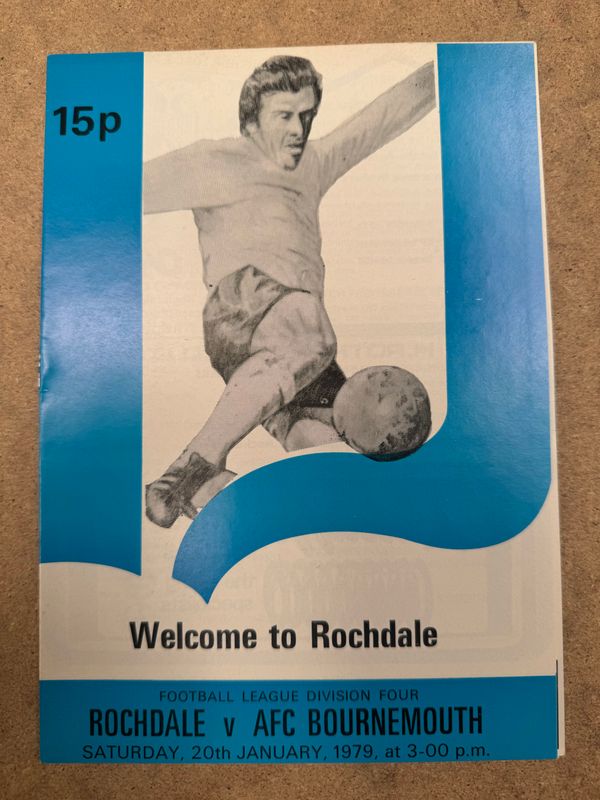 15p
Welcome to Rochdale
FOOTBALL LEAGUE DIVISION FOUR
ROCHDALE v AFC BOURNEMOUTH
SATURDAY, 20th JANUARY, 1979, at 3-00 p.m.